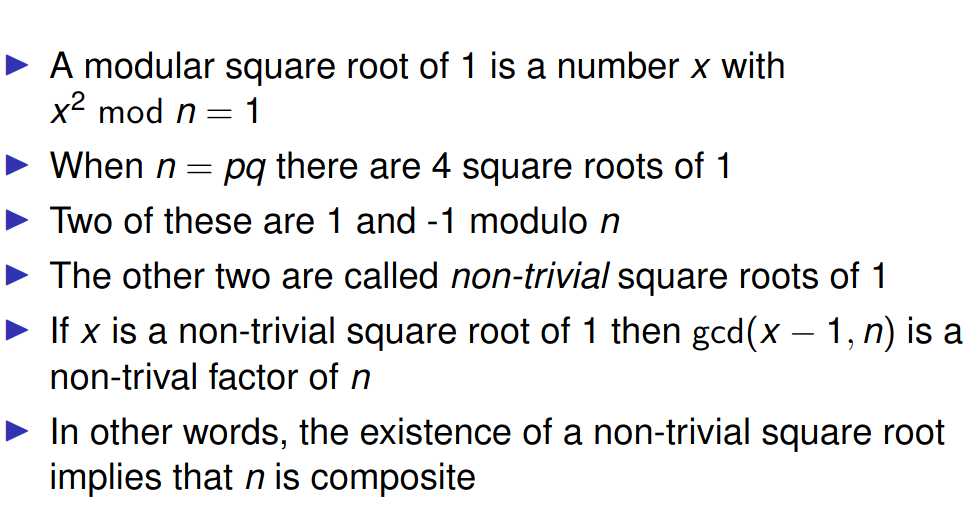 ▶ A modular square root of 1 is a number x with
x² mod n = 1
▶ When n = pq there are 4 square roots of 1
▶ Two of these are 1 and -1 modulo n
▶ The other two are called non-trivial square roots of 1
▶ If x is a non-trivial square root of 1 then gcd(x − 1, n) is a
non-trival factor of n
▶ In other words, the existence of a non-trivial square root
implies that n is composite